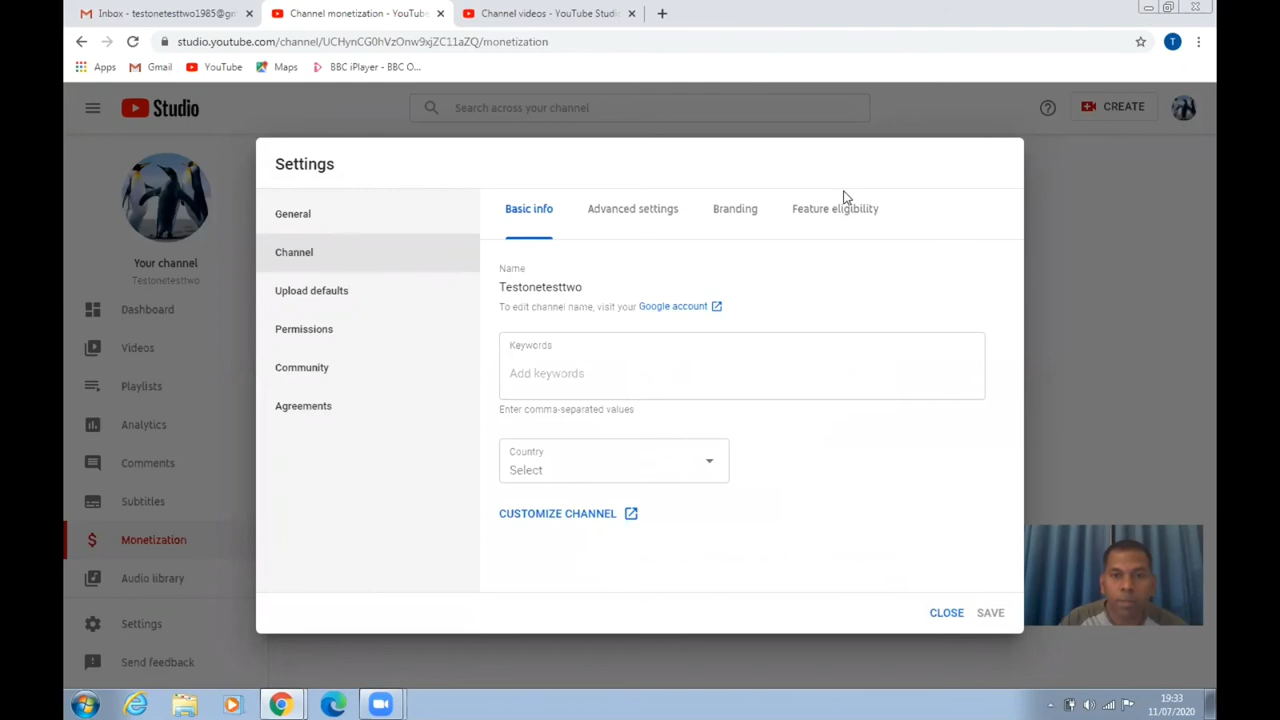 Inbox - testonetesttwo1985@gm
Channel monetization - YouTube
Channel videos - YouTube Studio
studio.youtube.com/channel/UCHynCG0hVzOnw9xjZC11aZQ/monetization
T
Apps
Gmail
YouTube
Maps
BBC iPlayer - BBC O...
Studio
Search across your channel
CREATE
Your channel
Testonetesttwo
Dashboard
Videos
Playlists
Analytics
Comments
Subtitles
Monetization
Audio library
Settings
Send feedback
Settings
General
Channel
Upload defaults
Permissions
Community
Agreements
Basic info
Advanced settings
Branding
Feature eligibility
Name
Testonetesttwo
To edit channel name, visit your Google account
Keywords
Add keywords
Enter comma-separated values
Country
Select
CUSTOMIZE CHANNEL
CLOSE
SAVE
19:33
11/07/2020